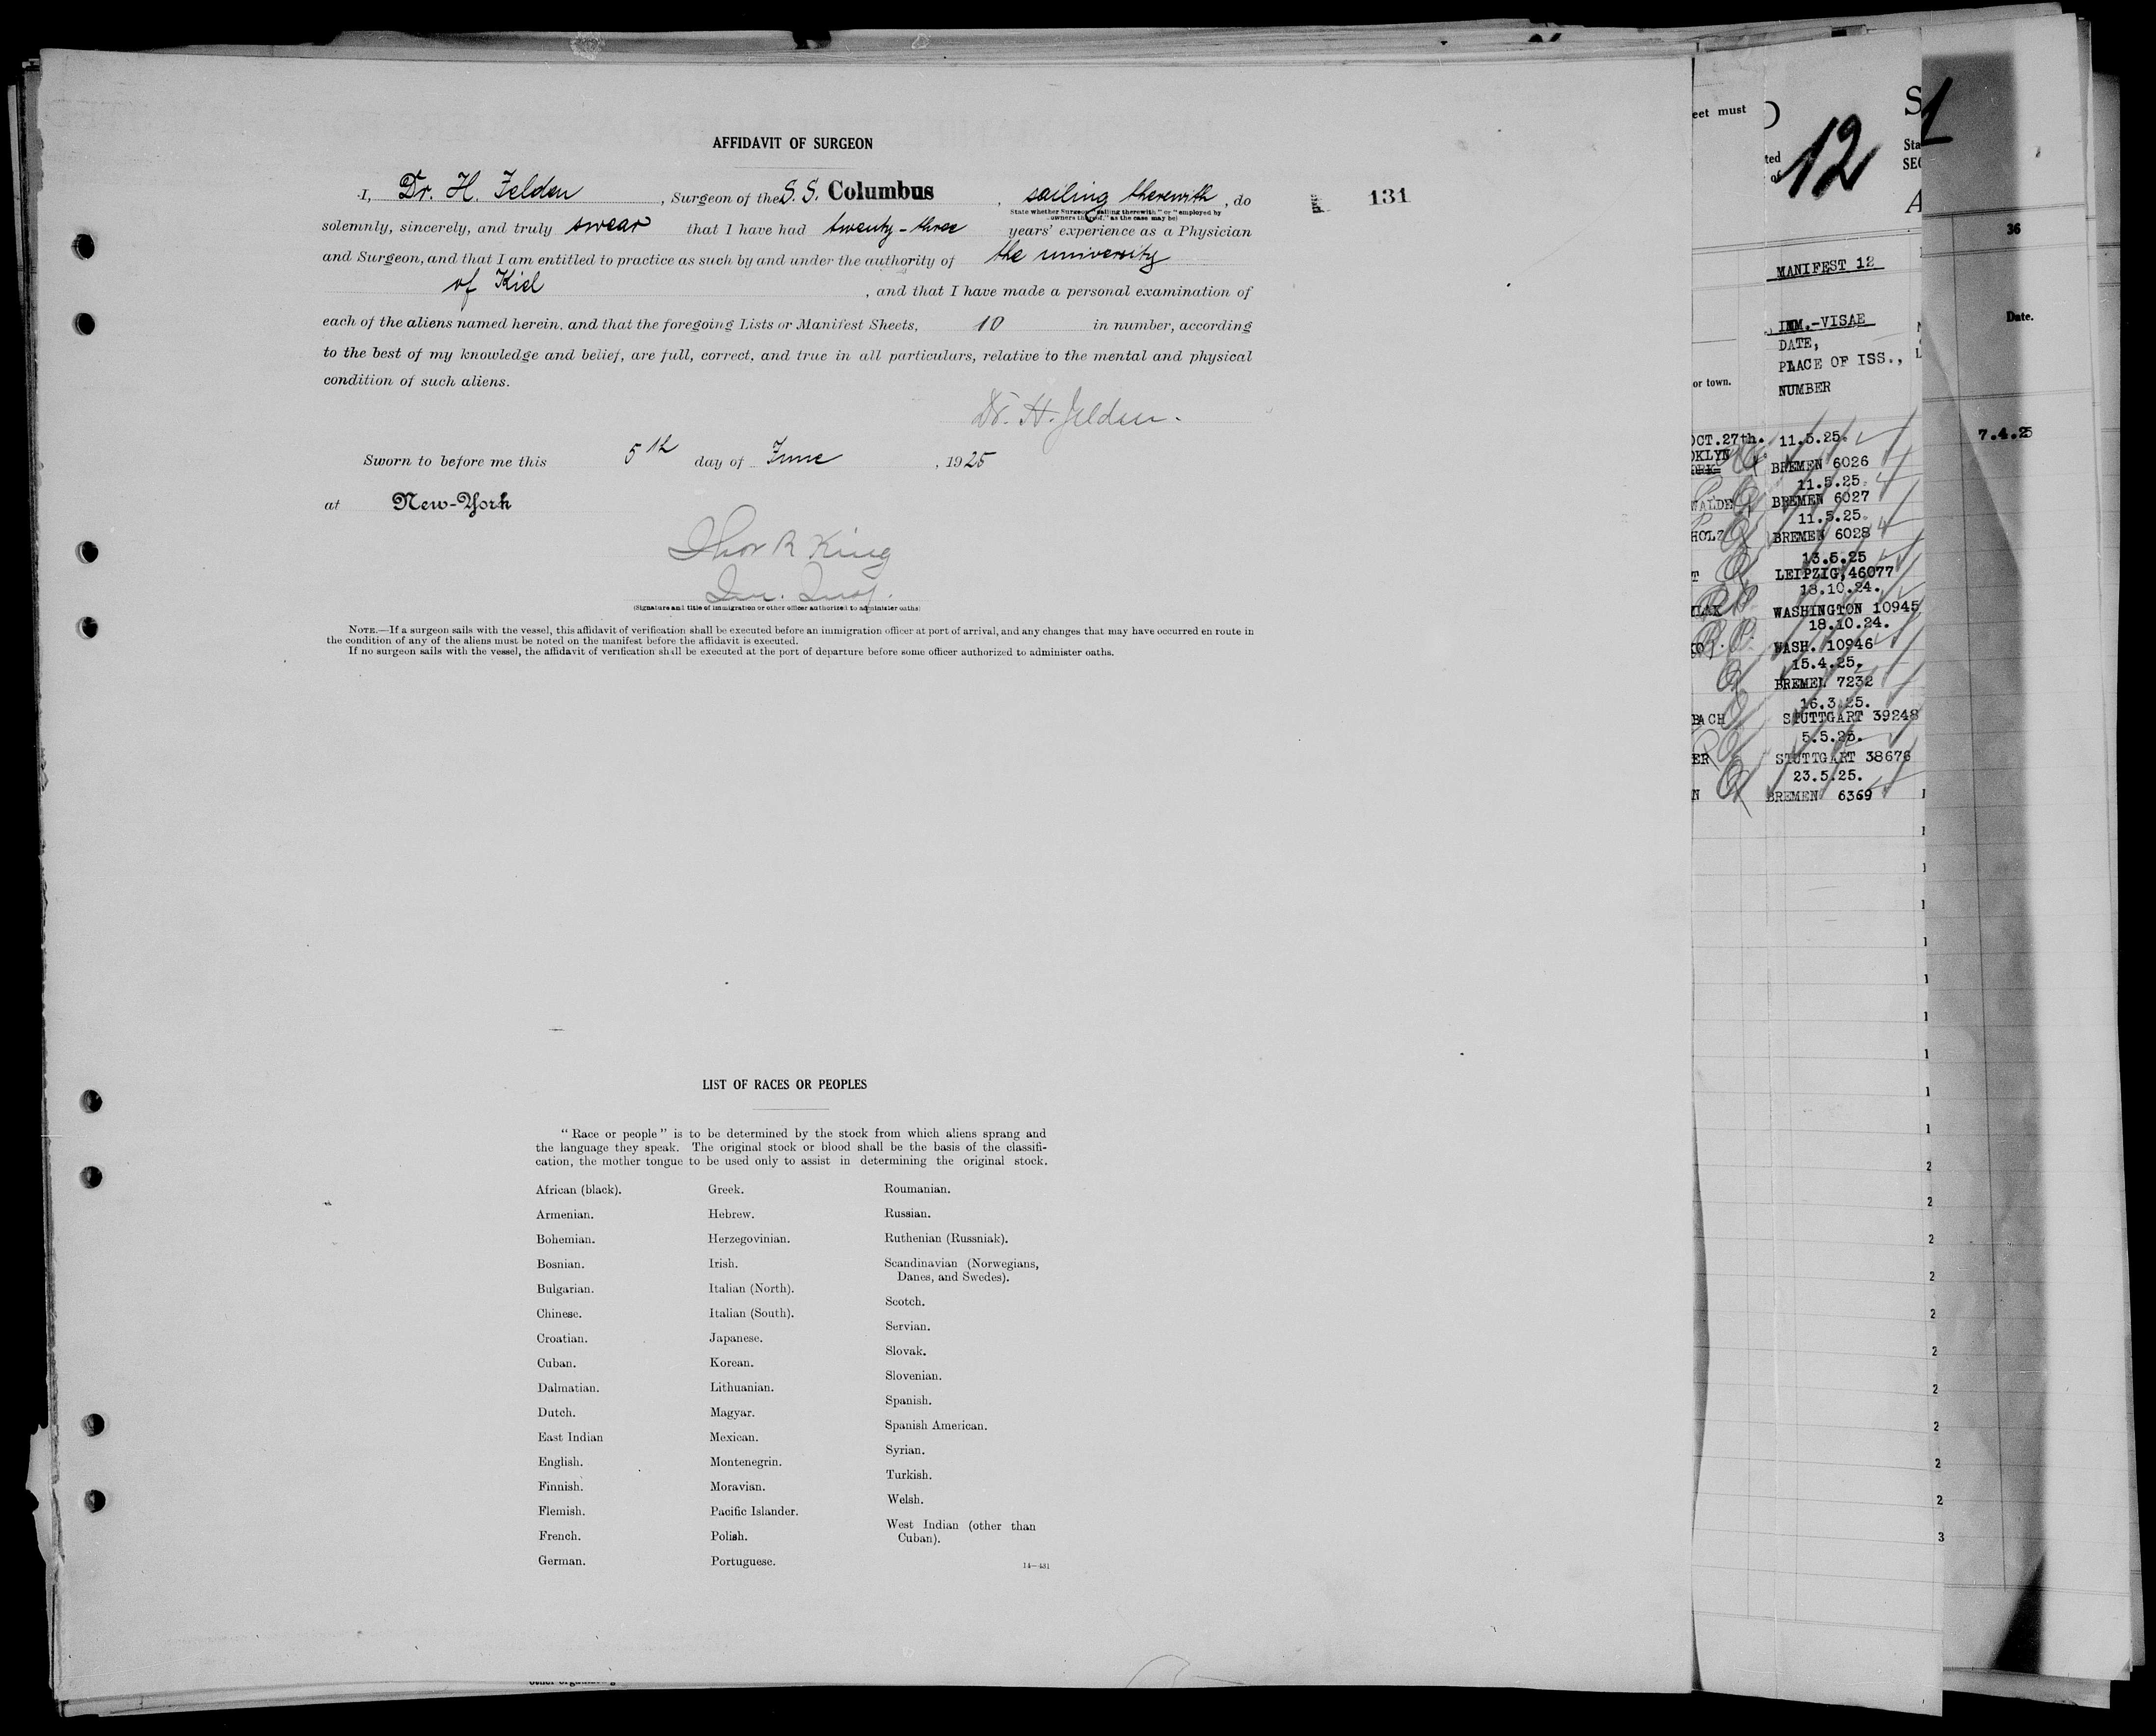 AFFIDAVIT OF SURGEON
I, Dr. H. Jelden, Surgeon of the S. S. Columbus, sailing therewith, do
State whether Surgeon "sailing therewith" or "employed by
owners thereof," as the case may be
131
solemnly, sincerely, and truly swear that I have had twenty-three years' experience as a Physician
and Surgeon, and that I am entitled to practice as such by and under the authority of the university
of Kiel, and that I have made a personal examination of
each of the aliens named herein, and that the foregoing Lists or Manifest Sheets, 10 in number, according
to the best of my knowledge and belief, are full, correct, and true in all particulars, relative to the mental and physical
condition of such aliens.
Dr. H. Jelden.
Sworn to before me this 5th day of June, 1925
at New-York
R King
(Signature and title of immigration or other officer authorized to administer oaths)
NOTE.—If a surgeon sails with the vessel, this affidavit of verification shall be executed before an immigration officer at port of arrival, and any changes that may have occurred en route in
the condition of any of the aliens must be noted on the manifest before the affidavit is executed.
If no surgeon sails with the vessel, the affidavit of verification shall be executed at the port of departure before some officer authorized to administer oaths.
LIST OF RACES OR PEOPLES
"Race or people" is to be determined by the stock from which aliens sprang and
the language they speak. The original stock or blood shall be the basis of the classifi-
cation, the mother tongue to be used only to assist in determining the original stock.
African (black).
Armenian.
Bohemian.
Bosnian.
Bulgarian.
Chinese.
Croatian.
Cuban.
Dalmatian.
Dutch.
East Indian
English.
Finnish.
Flemish.
French.
German.
Greek.
Hebrew.
Herzegovinian.
Irish.
Italian (North).
Italian (South).
Japanese.
Korean.
Lithuanian.
Magyar.
Mexican.
Montenegrin.
Moravian.
Pacific Islander.
Polish.
Portuguese.
Roumanian.
Russian.
Ruthenian (Russniak).
Scandinavian (Norwegians,
Danes, and Swedes).
Scotch.
Servian.
Slovak.
Slovenian.
Spanish.
Spanish American.
Syrian.
Turkish.
Welsh.
West Indian (other than
Cuban).
14—431
eet must
or town.
OCT.27th.
OKLYN
WALDE
HOLZ
BACH
ER
N
ted
of
12
MANIFEST 12
IMM.-VISAE
DATE,
PLACE OF ISS.,
NUMBER
11.5.25.
BREMEN 6026
11.5.25.
BREMEN 6027
11.5.25.
BREMEN 6028
13.5.25
LEIPZIG,46077
18.10.24.
WASHINGTON 10945
18.10.24.
WASH. 10946
15.4.25.
BREMEN 7232
16.3.25.
STUTTGART 39248
5.5.25.
STUTTGART 38676
23.5.25.
BREMEN 6369
S
Sta
SEC
A
1
36
Date.
7.4.25